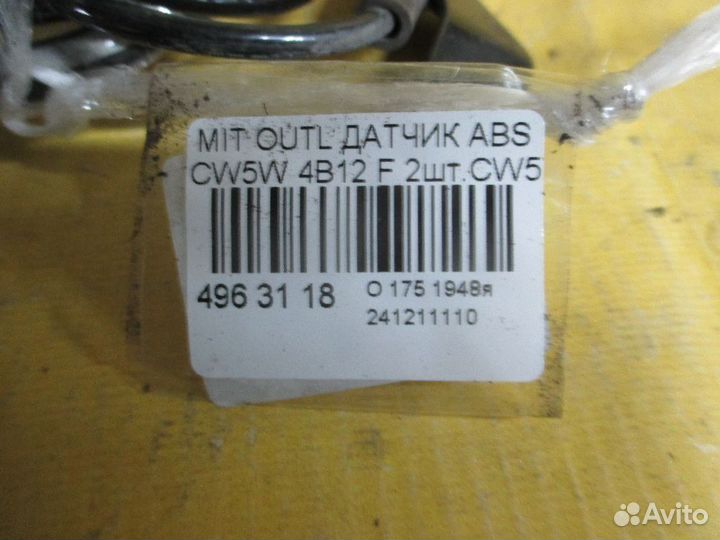 MIT OUTL ДАТЧИК ABS
CW5W 4B12 F 2шт.CW5
496 31 18
О 175 1948я
241211110
Avito